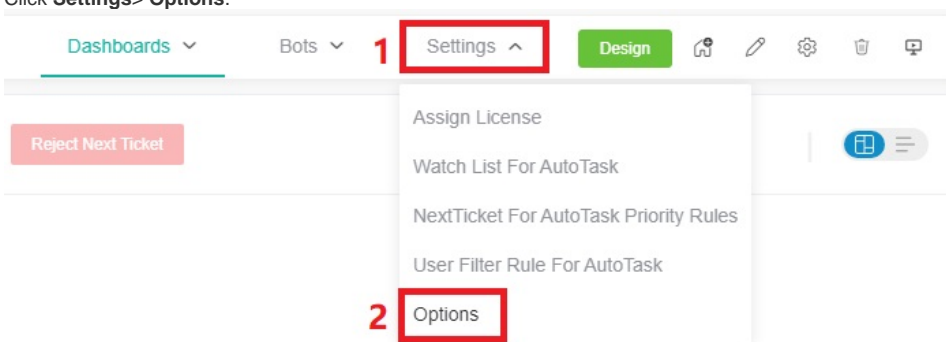 Click Settings> Options.
Dashboards Bots 1 Settings Design
Reject Next Ticket
Assign License
Watch List For AutoTask
NextTicket For AutoTask Priority Rules
User Filter Rule For AutoTask
2 Options